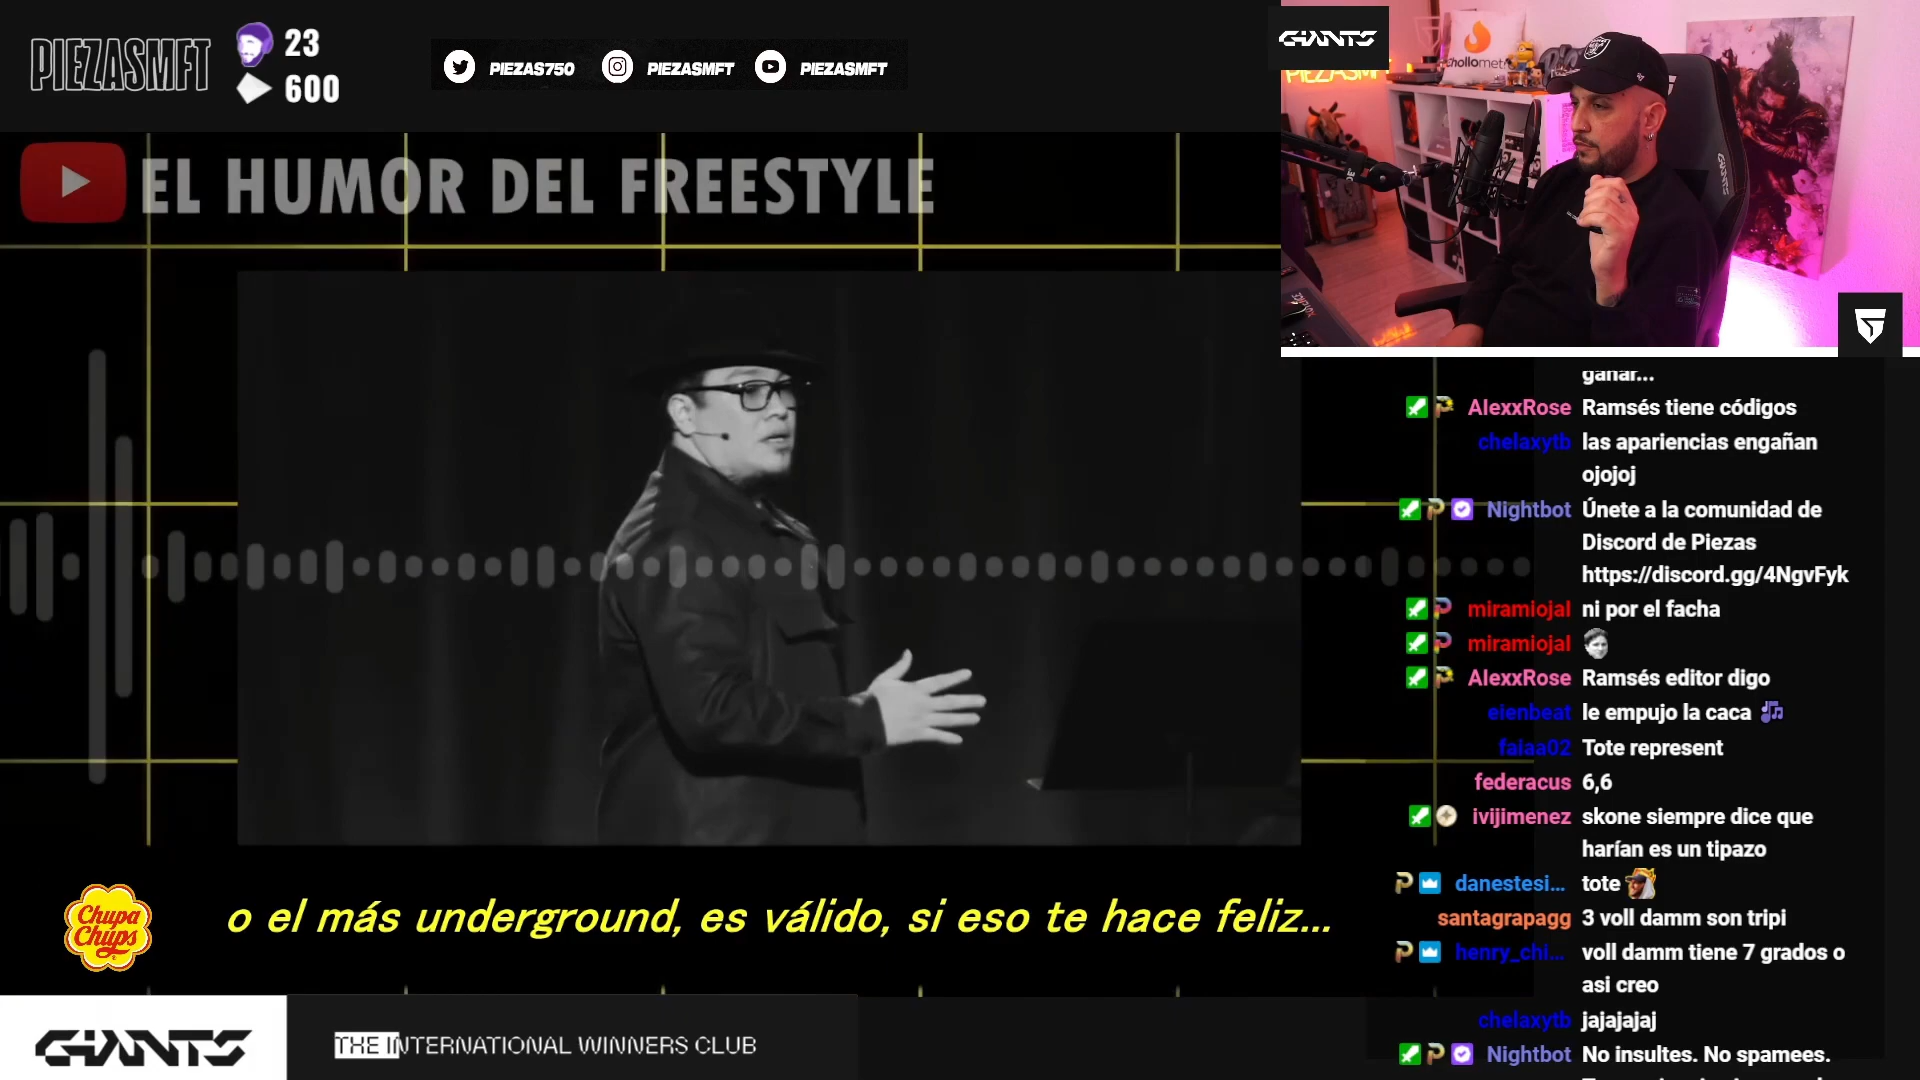 PIEZASMFT
23
600
PIEZAS750
PIEZASMFT
PIEZASMFT
GIANTS
EL HUMOR DEL FREESTYLE
Chupa
Chups
o el más underground, es válido, si eso te hace feliz...
GIANTS
THE INTERNATIONAL WINNERS CLUB
ganar...
AlexxRose Ramsés tiene códigos
chelaxytb las apariencias engañan
ojojoj
Nightbot Únete a la comunidad de
Discord de Piezas
https://discord.gg/4NgvFyk
miramiojal ni por el facha
miramiojal
AlexxRose Ramsés editor digo
eienbeat le empujo la caca
faiaa02 Tote represent
federacus 6,6
ivijimenez skone siempre dice que
harían es un tipazo
danestesi... tote
santagrapagg 3 voll damm son tripi
henry_chi... voll damm tiene 7 grados o
asi creo
chelaxytb jajajajaj
Nightbot No insultes. No spamees.